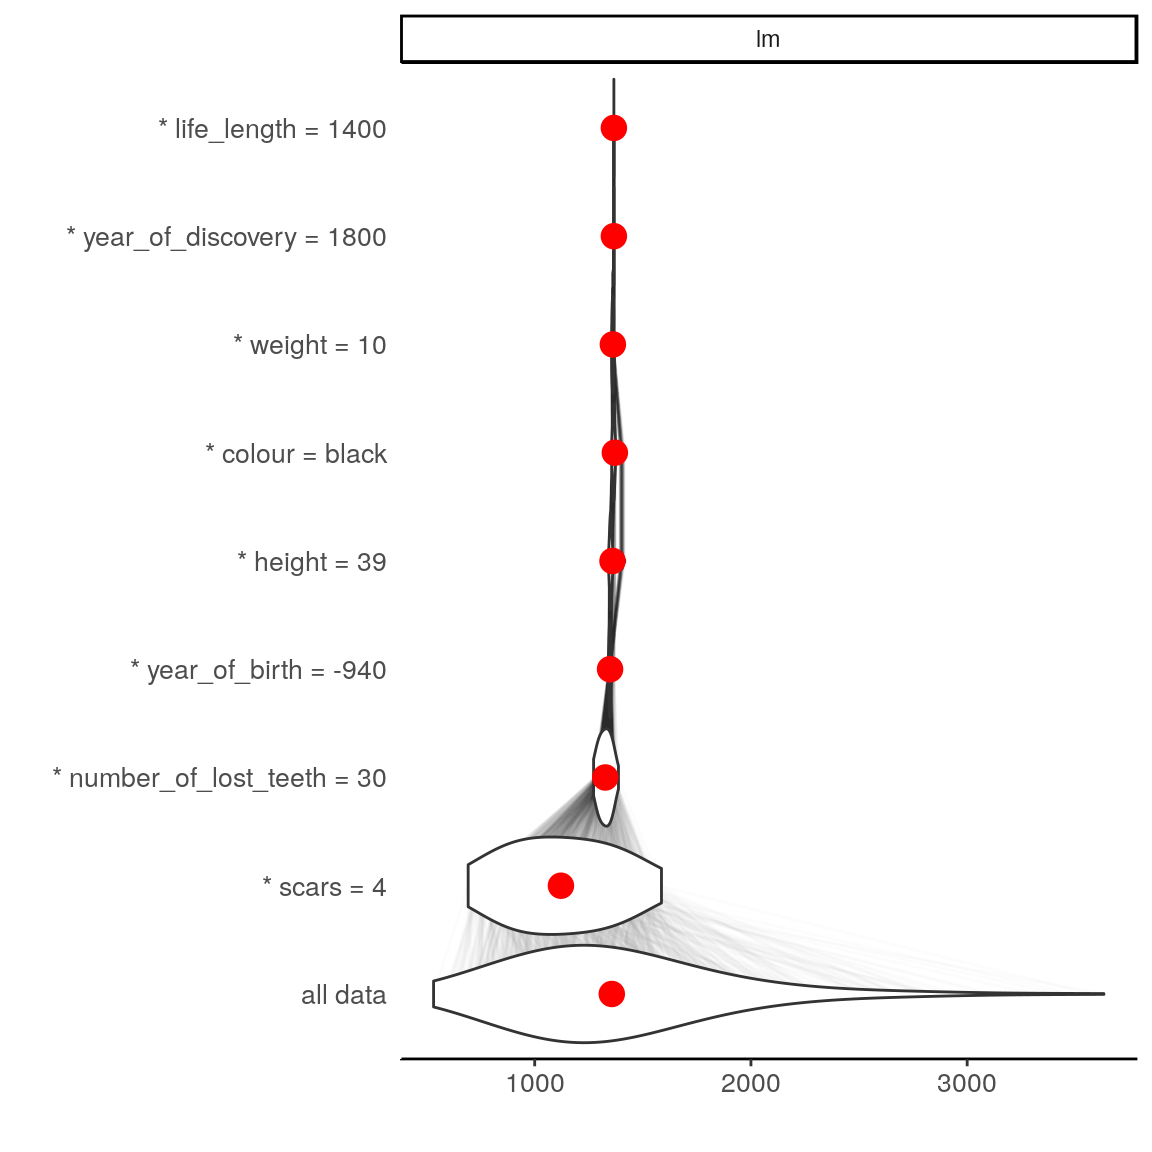 lm
* life_length = 1400
* year_of_discovery = 1800
* weight = 10
* colour = black
* height = 39
* year_of_birth = -940
* number_of_lost_teeth = 30
* scars = 4
all data
1000 2000 3000